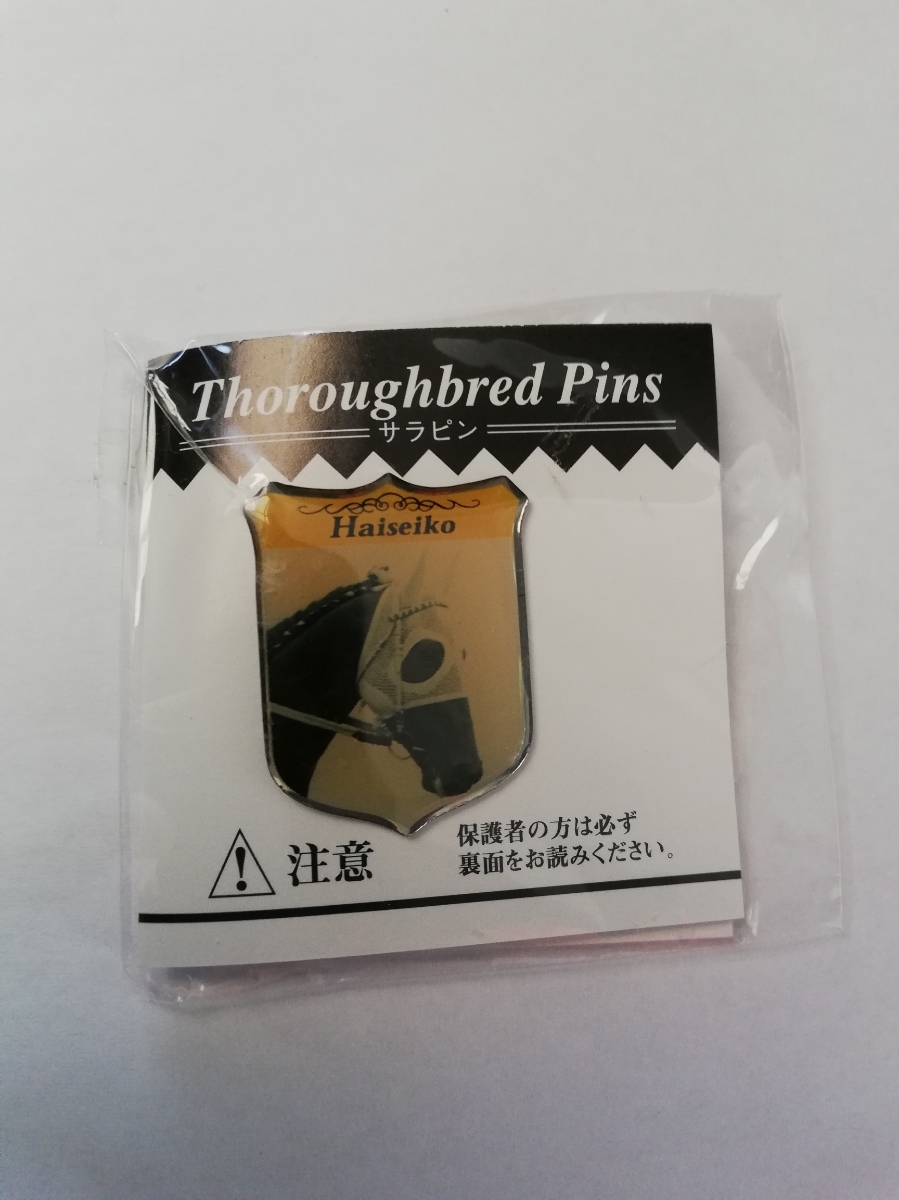 Thoroughbred Pins
サラピン
Haiseiko
注意
保護者の方は必ず
裏面をお読みください。